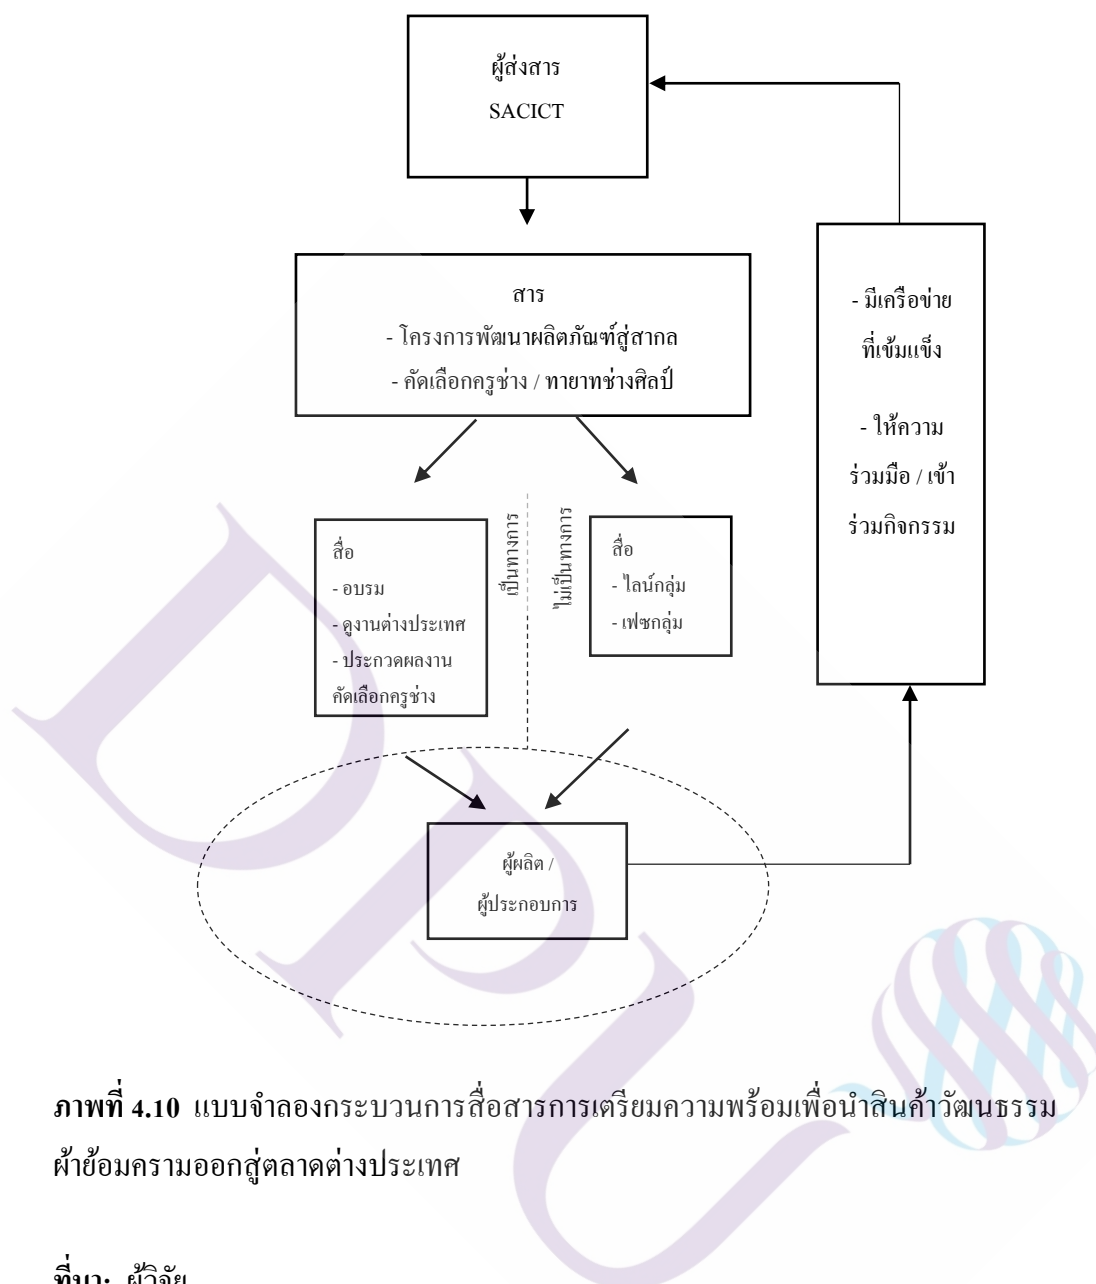 ผู้ส่งสาร
SACICT
สาร
- โครงการพัฒนาผลิตภัณฑ์สู่สากล
- คัดเลือกครูช่าง / ทายาทช่างศิลป์
- มีเครือข่าย
ที่เข้มแข็ง
- ให้ความ
ร่วมมือ / เข้า
ร่วมกิจกรรม
สื่อ
- อบรม
- ดูงานต่างประเทศ
- ประกวดผลงาน
คัดเลือกครูช่าง
เป็นทางการ
ไม่เป็นทางการ
สื่อ
- ไลน์กลุ่ม
- เฟซกลุ่ม
ผู้ผลิต /
ผู้ประกอบการ
ภาพที่ 4.10 แบบจำลองกระบวนการสื่อสารการเตรียมความพร้อมเพื่อนำสินค้าวัฒนธรรม
ผ้าย้อมครามออกสู่ตลาดต่างประเทศ
ที่มา: ผู้วิจัย
DPU